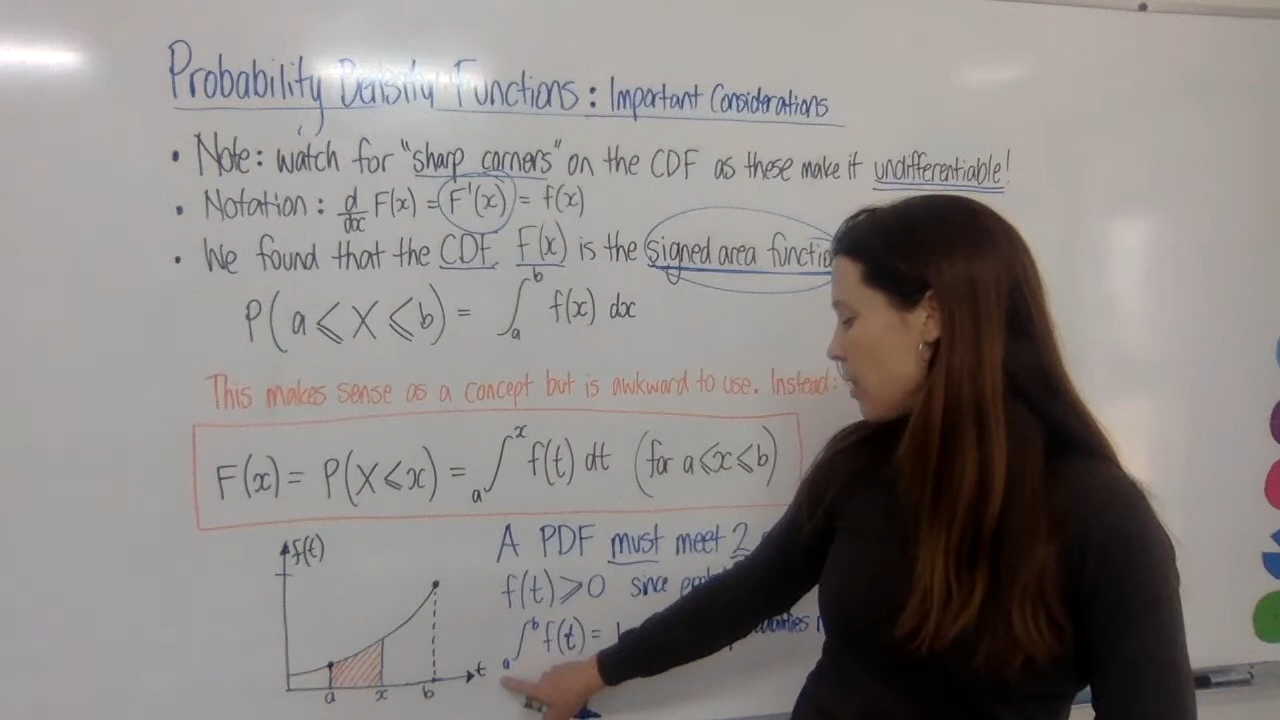 Probability Density Functions: Important Considerations
• Note: watch for "sharp corners" on the CDF as these make it undifferentiable!
• Notation: d/dx F(x) = F'(x) = f(x)
• We found that the CDF F(x) is the signed area functio
P(a ⩽ X ⩽ b) = ∫_a^b f(x) dx
This makes sense as a concept but is awkward to use. Instead:
F(x) = P(X ⩽ x) = ∫_a^x f(t) dt (for a ⩽ x ⩽ b)
f(t)
a x b t
A PDF must meet 2
f(t) ⩾ 0 since
∫_a^b f(t) =